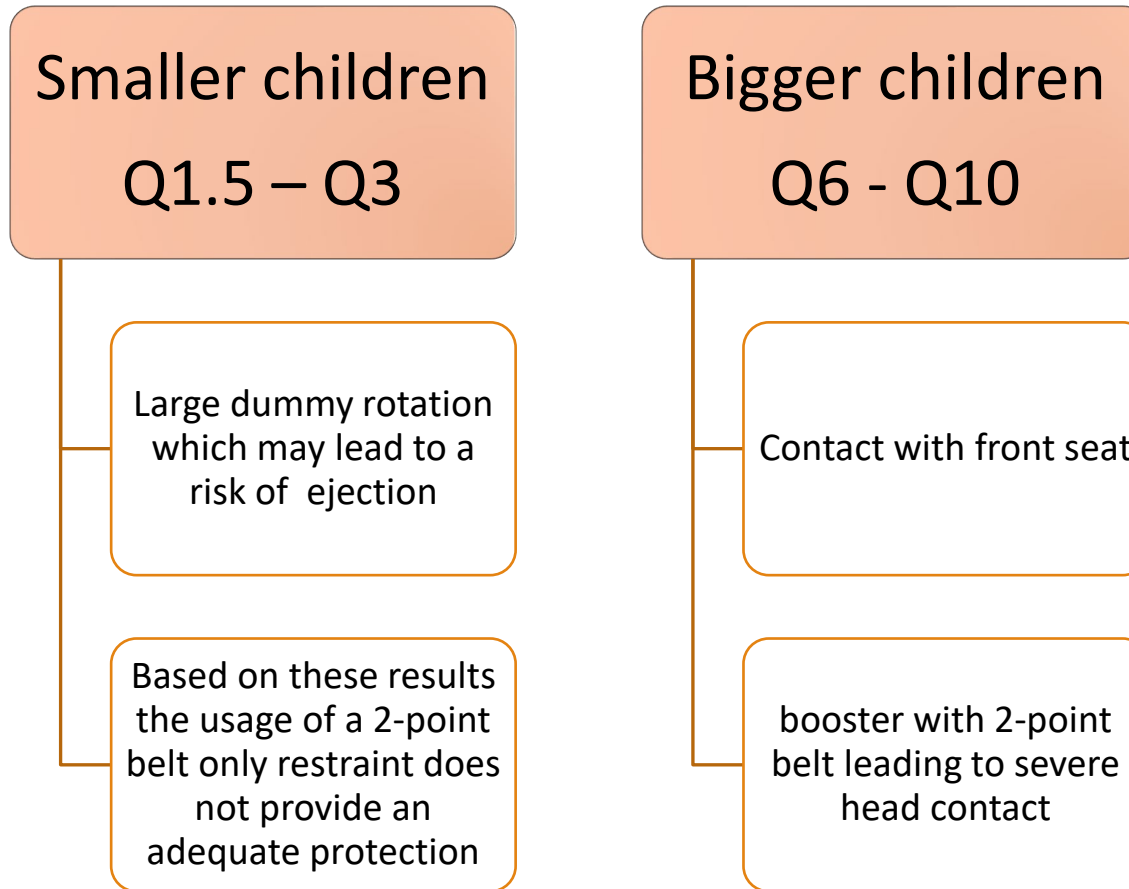 Smaller children
Q1.5 – Q3
Large dummy rotation
which may lead to a
risk of ejection
Based on these results
the usage of a 2-point
belt only restraint does
not provide an
adequate protection
Bigger children
Q6 - Q10
Contact with front seat
booster with 2-point
belt leading to severe
head contact